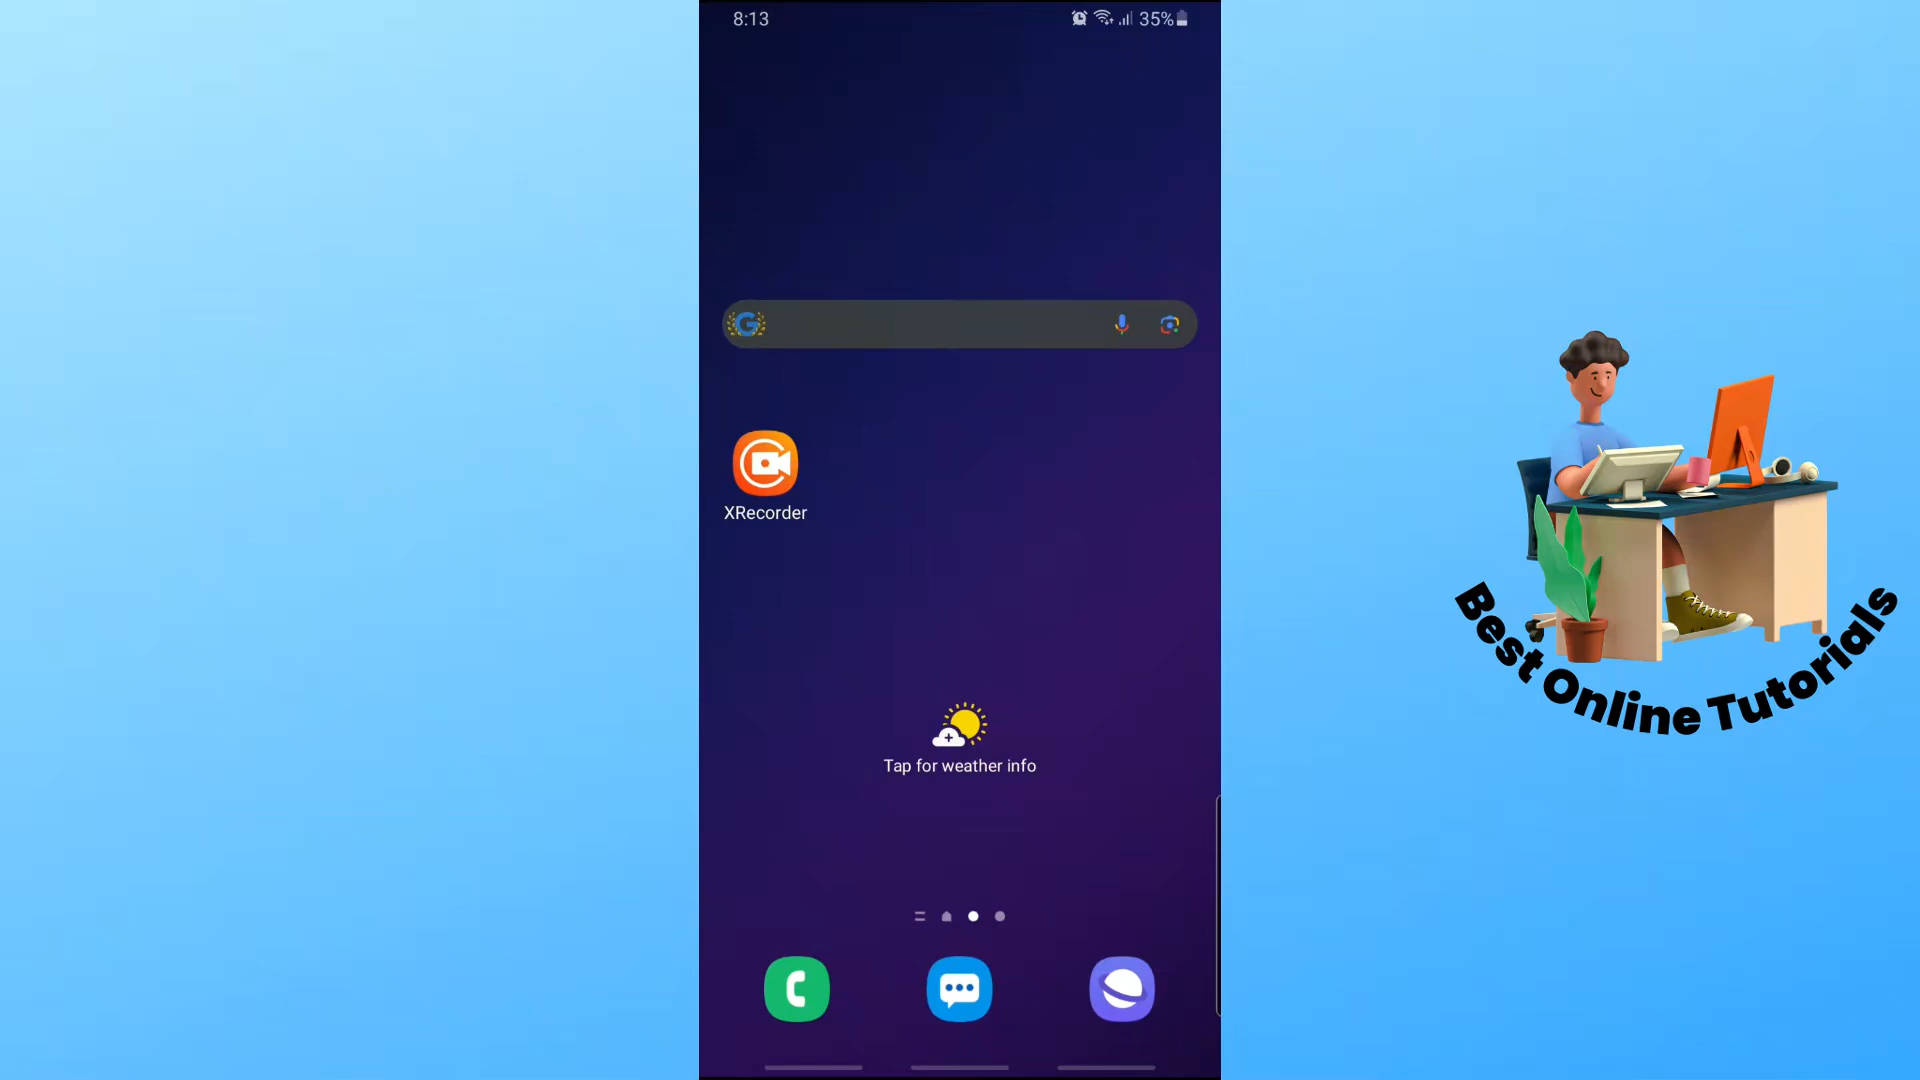 8:13
35%
G
XRecorder
Tap for weather info
Best Online Tutorials